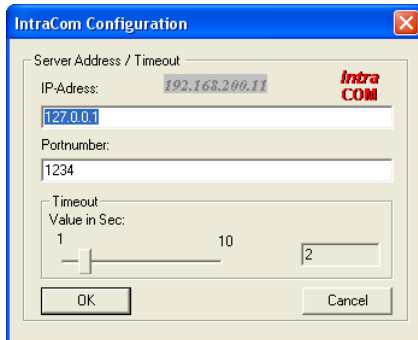 IntraCom Configuration
Server Address / Timeout
IP-Adress:
192.168.200.11
Intra
COM
127.0.0.1
Portnumber:
1234
Timeout
Value in Sec:
1
10
2
OK
Cancel